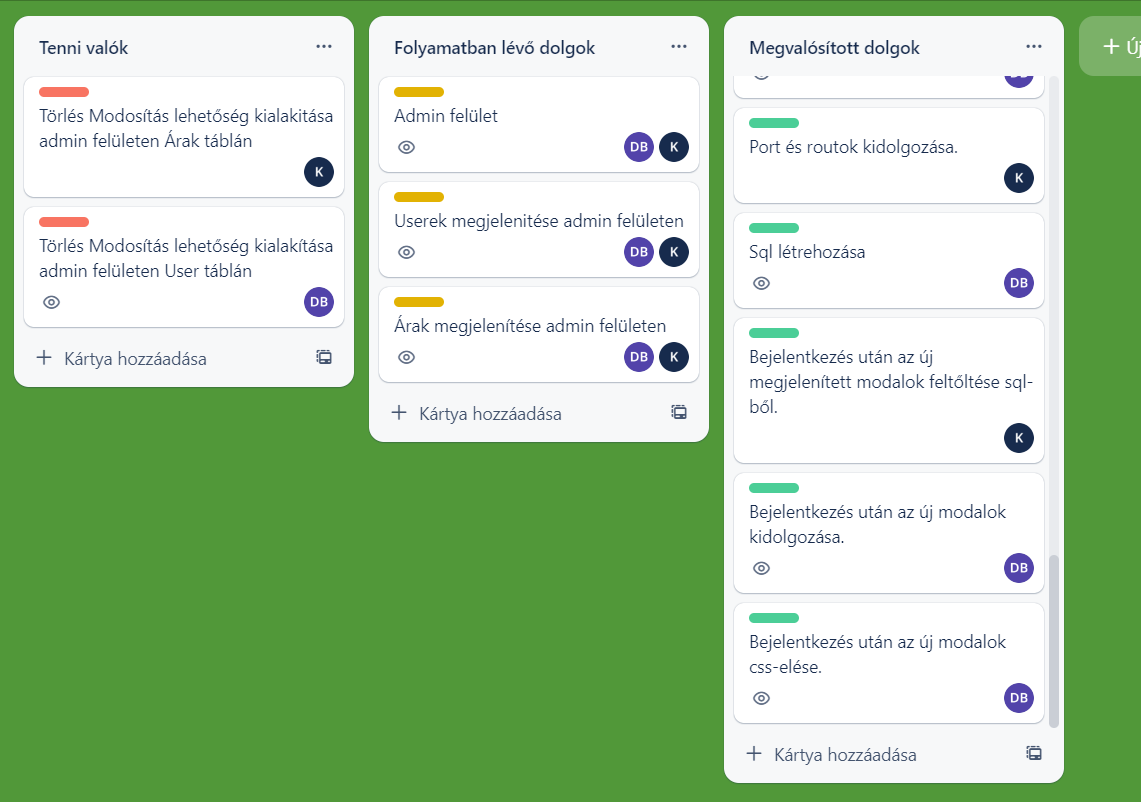 Tenni valók
Törlés Modosítás lehetőség kialakitása
admin felületen Árak táblán
K
Törlés Modosítás lehetőség kialakítása
admin felületen User táblán
DB
Kártya hozzáadása
Folyamatban lévő dolgok
Admin felület
DB K
Userek megjelenitése admin felületen
DB K
Árak megjelenítése admin felületen
DB K
Kártya hozzáadása
Megvalósított dolgok
DB
Port és routok kidolgozása.
K
Sql létrehozása
DB
Bejelentkezés után az új
megjelenített modalok feltőltése sql-
ből.
K
Bejelentkezés után az új modalok
kidolgozása.
DB
Bejelentkezés után az új modalok
css-elése.
DB
Kártya hozzáadása